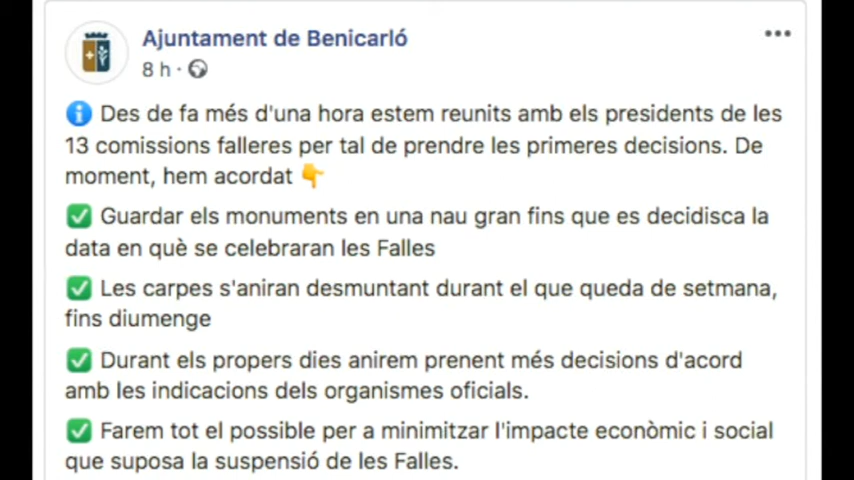 Ajuntament de Benicarló
8 h ·
Des de fa més d'una hora estem reunits amb els presidents de les
13 comissions falleres per tal de prendre les primeres decisions. De
moment, hem acordat 👇
✅ Guardar els monuments en una nau gran fins que es decidisca la
data en què se celebraran les Falles
✅ Les carpes s'aniran desmuntant durant el que queda de setmana,
fins diumenge
✅ Durant els propers dies anirem prenent més decisions d'acord
amb les indicacions dels organismes oficials.
✅ Farem tot el possible per a minimitzar l'impacte econòmic i social
que suposa la suspensió de les Falles.